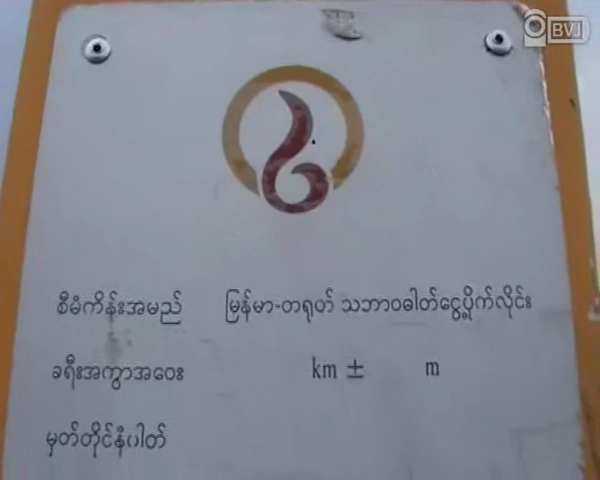 BVJ
စီမံကိန်းအမည် မြန်မာ-တရုတ် သဘာဝဓါတ်ငွေ့ပိုက်လိုင်း
ခရီးအကွာအဝေး km ± m
မှတ်တိုင်နံပါတ်